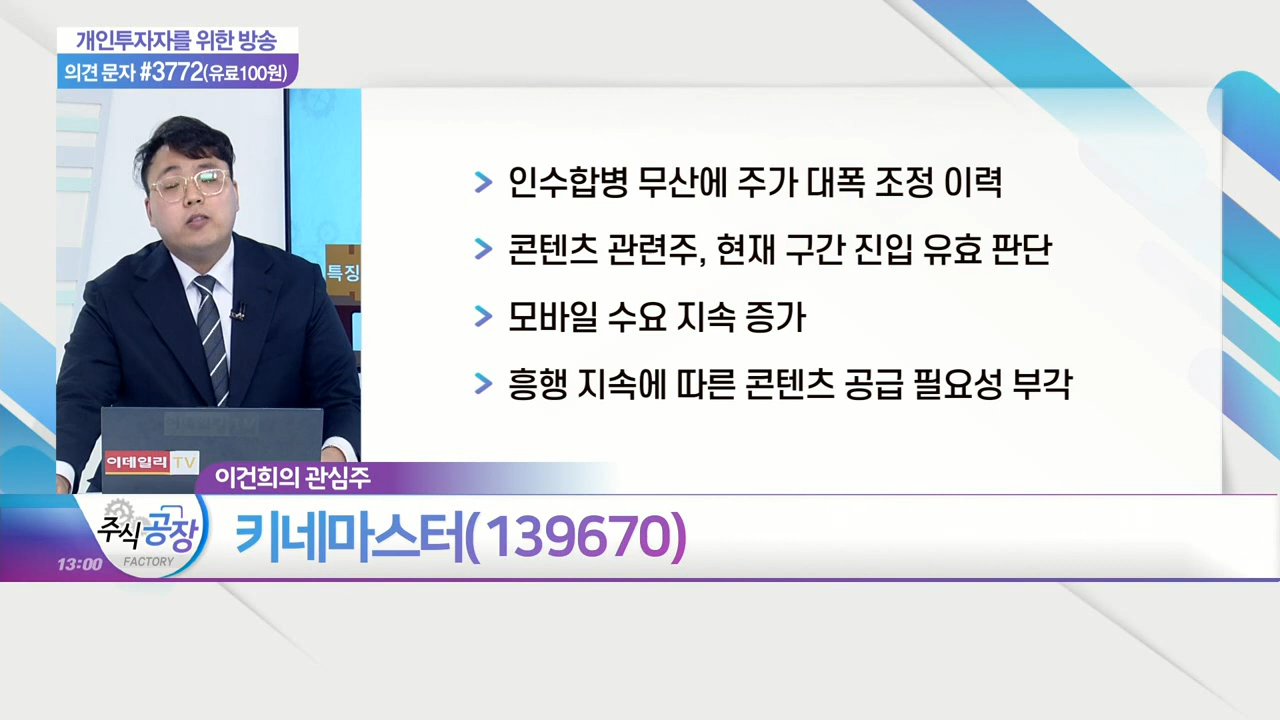 개인투자자를 위한 방송
의견 문자 #3772(유료100원)
인수합병 무산에 주가 대폭 조정 이력
콘텐츠 관련주, 현재 구간 진입 유효 판단
모바일 수요 지속 증가
흥행 지속에 따른 콘텐츠 공급 필요성 부각
특징
이데일리 TV
이건희의 관심주
주식공장
FACTORY
13:00
키네마스터(139670)